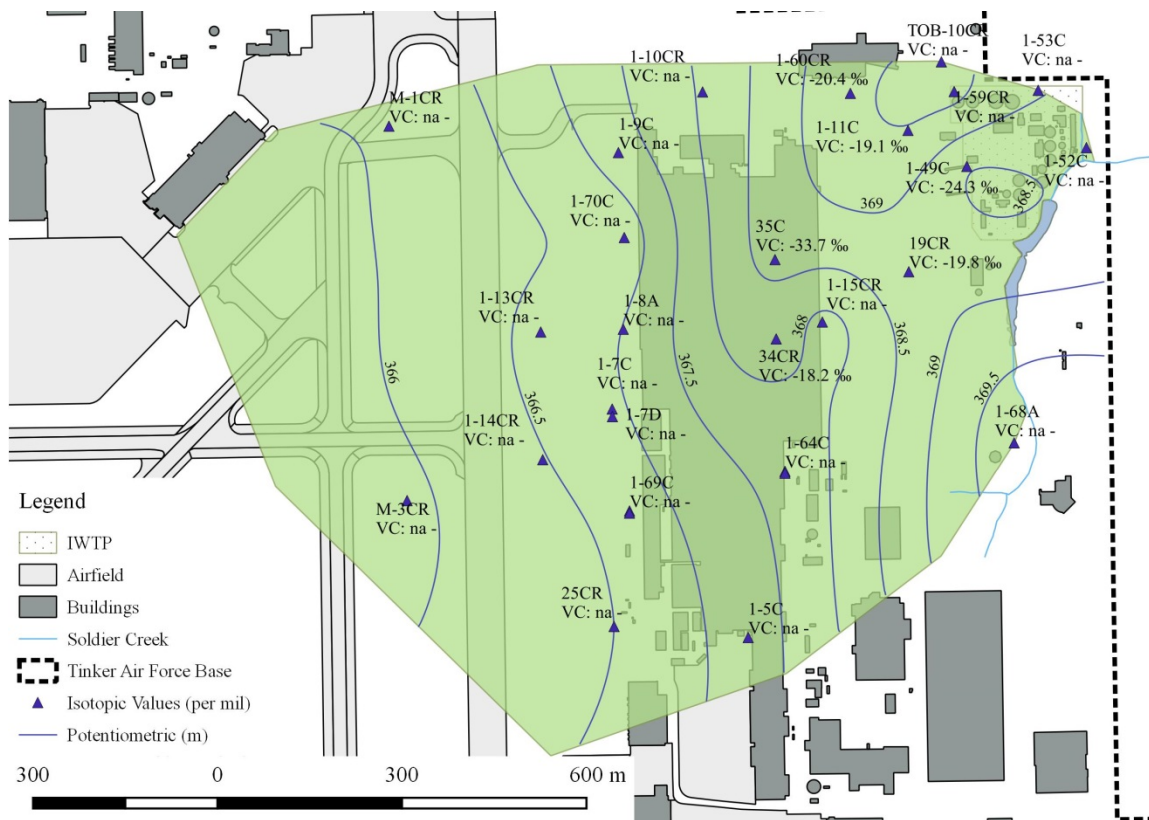 TOB-10CR
VC: na -
1-53C
VC: na -
1-10CR
VC: na -
1-60CR
VC: -20.4 ‰
M-1CR
VC: na -
1-59CR
VC: na -
1-9C
VC: na -
1-11C
VC: -19.1 ‰
1-49C
VC: -24.3 ‰
1-52C
VC: na -
368.5
369
1-70C
VC: na -
35C
VC: -33.7 ‰
19CR
VC: -19.8 ‰
1-13CR
VC: na -
1-8A
VC: na -
1-15CR
VC: na -
368
368.5
34CR
VC: -18.2 ‰
366
1-7C
VC: na -
367.5
369
369.5
1-14CR
VC: na -
366.5
1-7D
VC: na -
1-68A
VC: na -
1-64C
VC: na -
M-3CR
VC: na -
1-69C
VC: na -
25CR
VC: na -
1-5C
VC: na -
Legend
IWTP
Airfield
Buildings
Soldier Creek
Tinker Air Force Base
Isotopic Values (per mil)
Potentiometric (m)
300 0 300 600 m